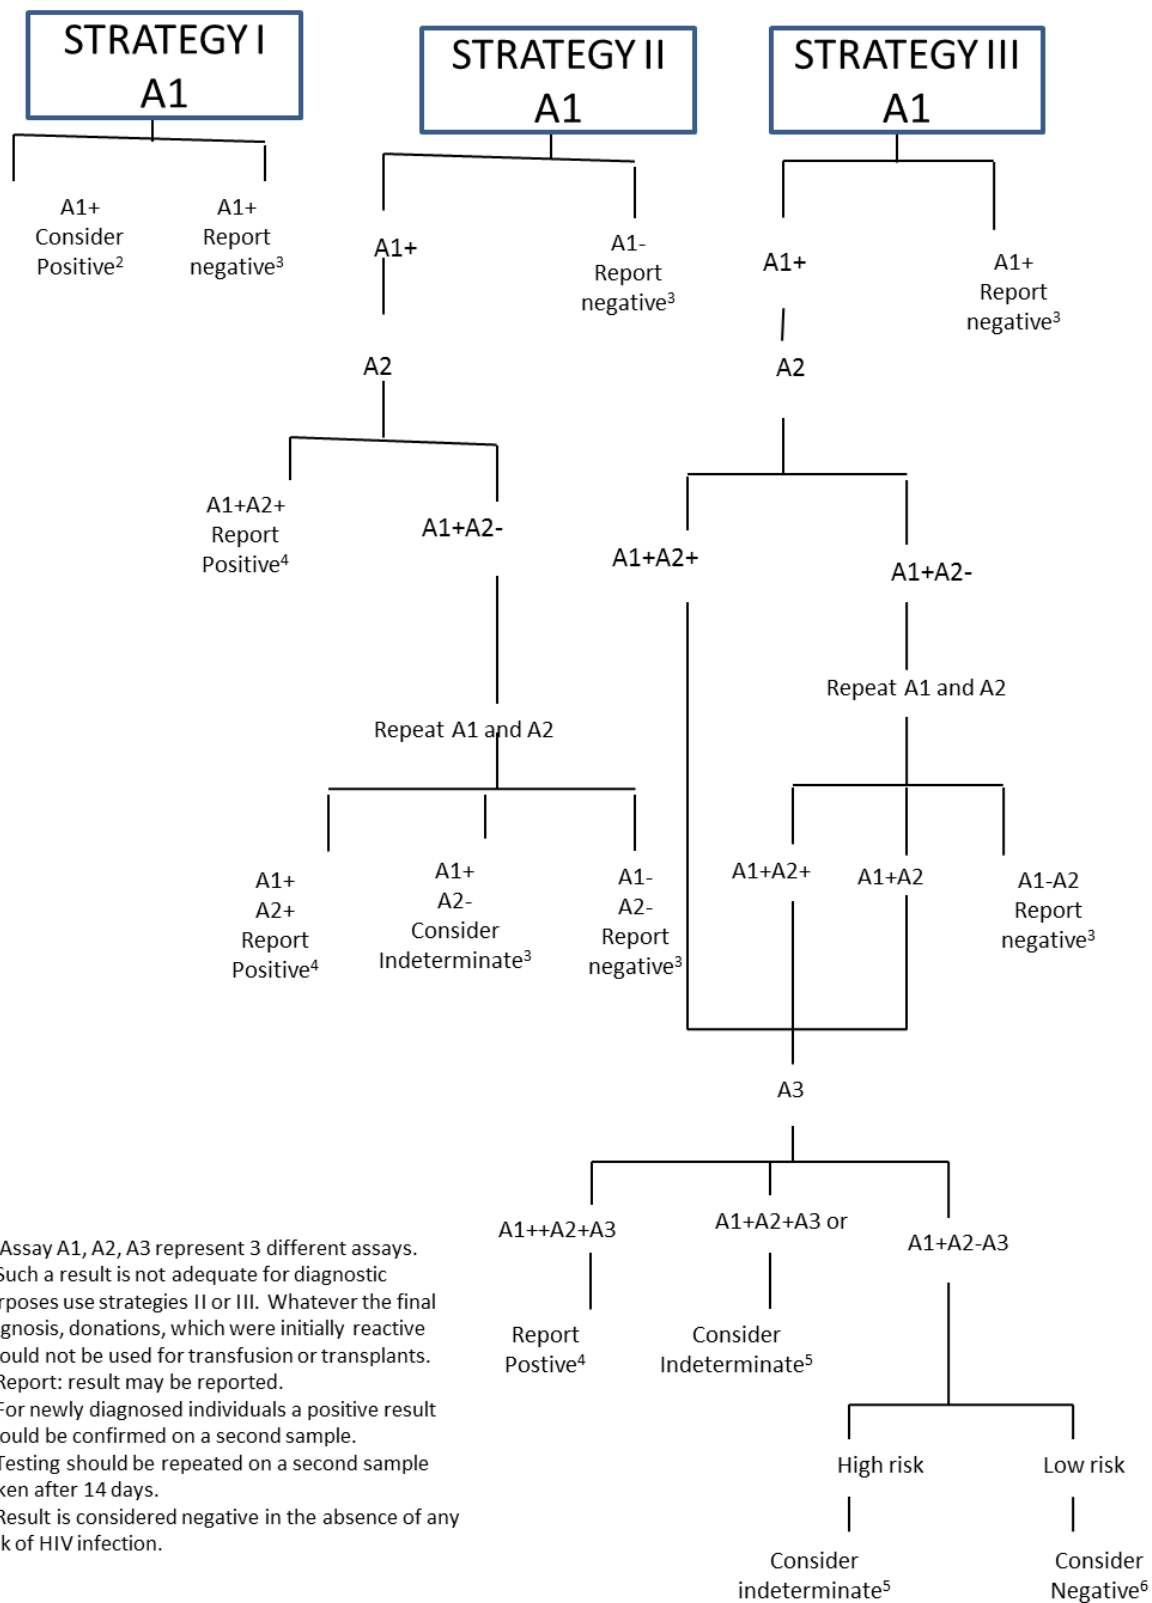 STRATEGY I
A1
STRATEGY II
A1
STRATEGY III
A1
A1+
Consider
Positive²
A1+
Report
negative³
A1+
A1-
Report
negative³
A1+
A1+
Report
negative³
A2
A2
A1+A2+
Report
Positive⁴
A1+A2-
A1+A2+
A1+A2-
Repeat A1 and A2
Repeat A1 and A2
A1+
A2+
Report
Positive⁴
A1+
A2-
Consider
Indeterminate³
A1-
A2-
Report
negative³
A1+A2+
A1+A2
A1-A2
Report
negative³
A3
A1++A2+A3
A1+A2+A3 or
A1+A2-A3
Report
Postive⁴
Consider
Indeterminate⁵
High risk
Low risk
Consider
indeterminate⁵
Consider
Negative⁶
Assay A1, A2, A3 represent 3 different assays.
Such a result is not adequate for diagnostic
rposes use strategies II or III. Whatever the final
gnosis, donations, which were initially reactive
ould not be used for transfusion or transplants.
Report: result may be reported.
For newly diagnosed individuals a positive result
ould be confirmed on a second sample.
Testing should be repeated on a second sample
ken after 14 days.
Result is considered negative in the absence of any
k of HIV infection.